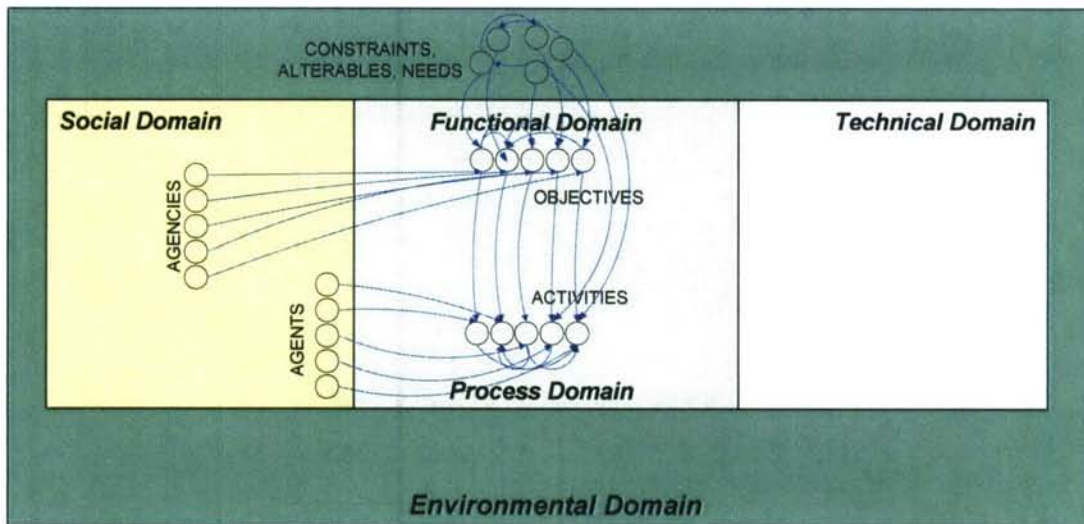 CONSTRAINTS,
ALTERABLES, NEEDS
Social Domain
Functional Domain
Technical Domain
AGENCIES
OBJECTIVES
AGENTS
ACTIVITIES
Process Domain
Environmental Domain